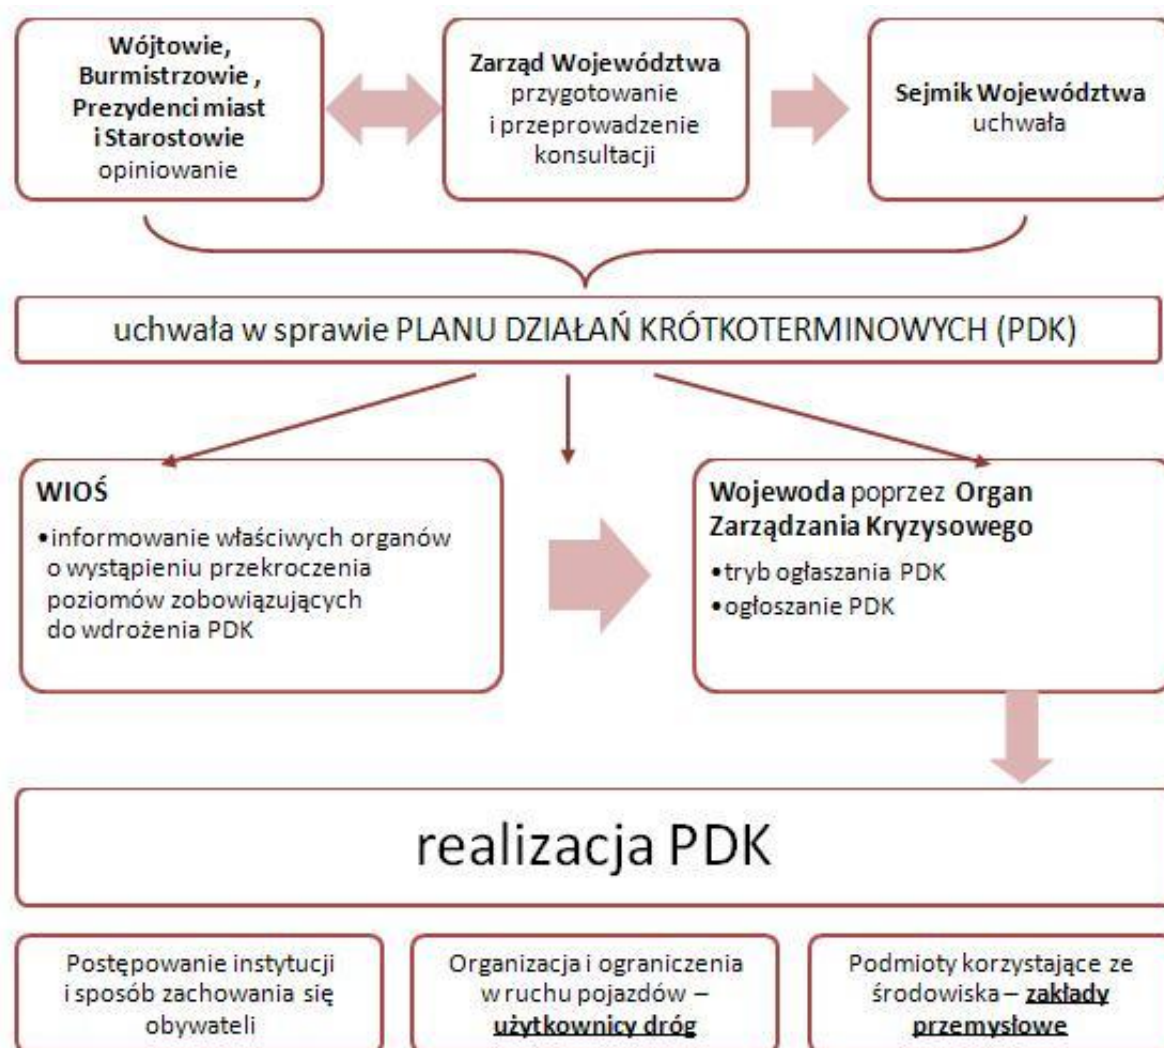 Wójtowie,
Burmistrzowie ,
Prezydenci miast
i Starostowie
opiniowanie
Zarząd Województwa
przygotowanie
i przeprowadzenie
konsultacji
Sejmik Województwa
uchwała
uchwała w sprawie PLANU DZIAŁAŃ KRÓTKOTERMINOWYCH (PDK)
WIOŚ
•informowanie właściwych organów
o wystąpieniu przekroczenia
poziomów zobowiązujących
do wdrożenia PDK
Wojewoda poprzez Organ
Zarządzania Kryzysowego
•tryb ogłaszania PDK
•ogłoszanie PDK
realizacja PDK
Postępowanie instytucji
i sposób zachowania się
obywateli
Organizacja i ograniczenia
w ruchu pojazdów –
użytkownicy dróg
Podmioty korzystające ze
środowiska – zakłady
przemysłowe